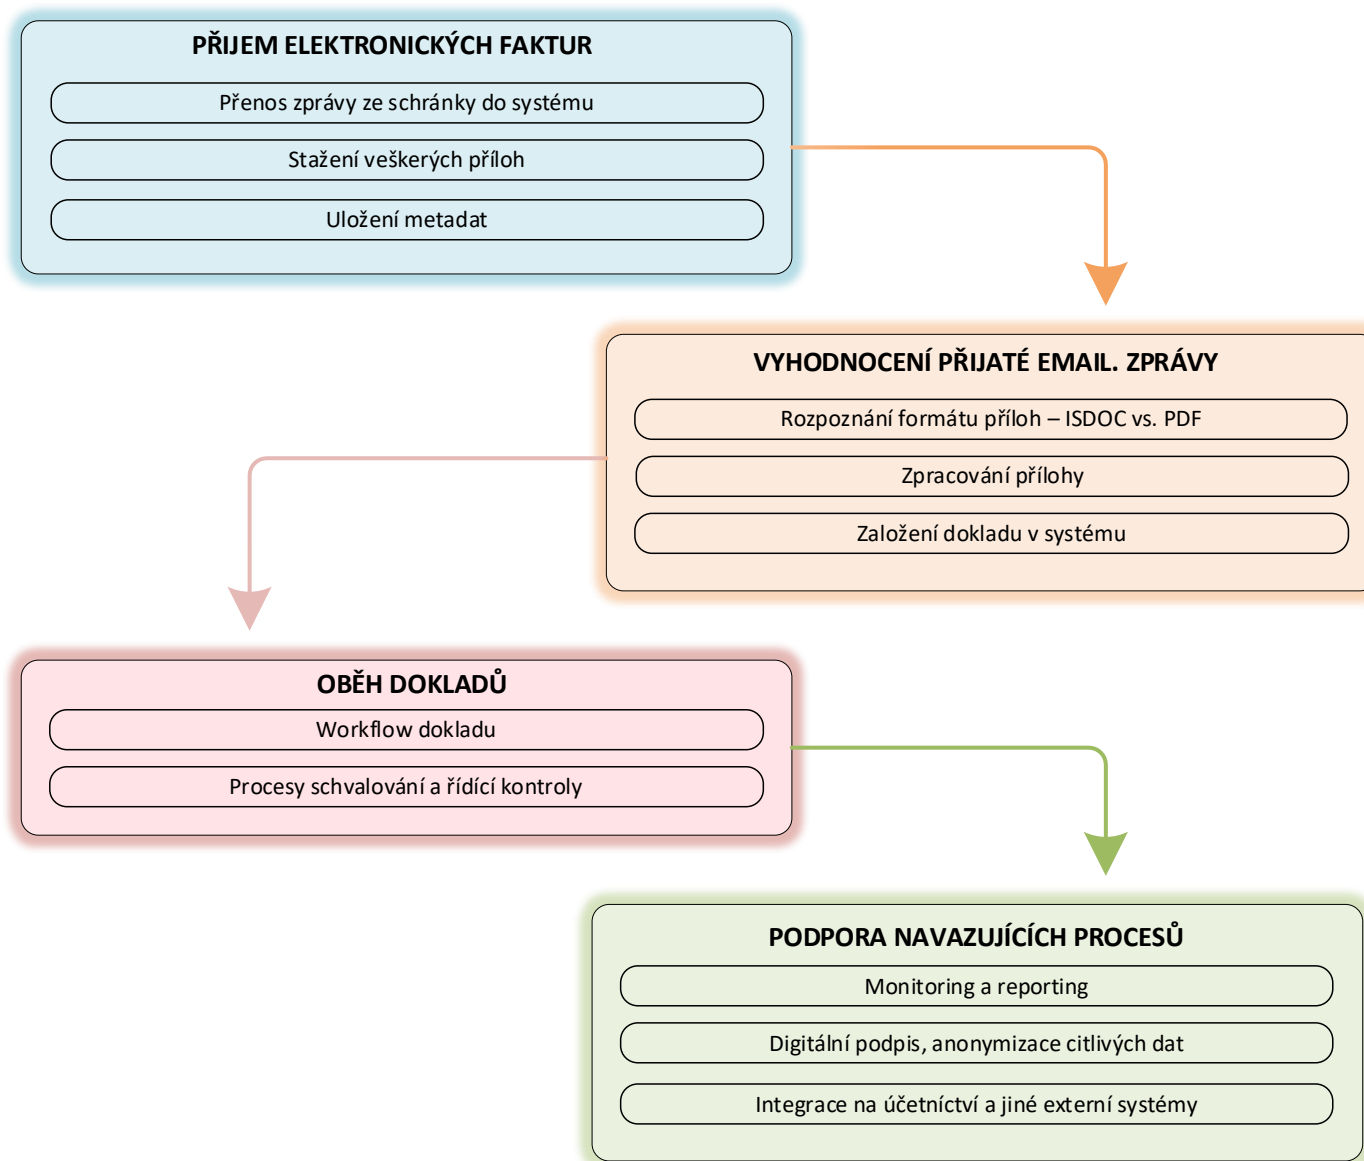 PŘIJEM ELEKTRONICKÝCH FAKTUR
Přenos zprávy ze schránky do systému
Stažení veškerých příloh
Uložení metadat
VYHODNOCENÍ PŘIJATÉ EMAIL. ZPRÁVY
Rozpoznání formátu příloh – ISDOC vs. PDF
Zpracování přílohy
Založení dokladu v systému
OBĚH DOKLADŮ
Workflow dokladu
Procesy schvalování a řídící kontroly
PODPORA NAVAZUJÍCÍCH PROCESŮ
Monitoring a reporting
Digitální podpis, anonymizace citlivých dat
Integrace na účetníctví a jiné externí systémy